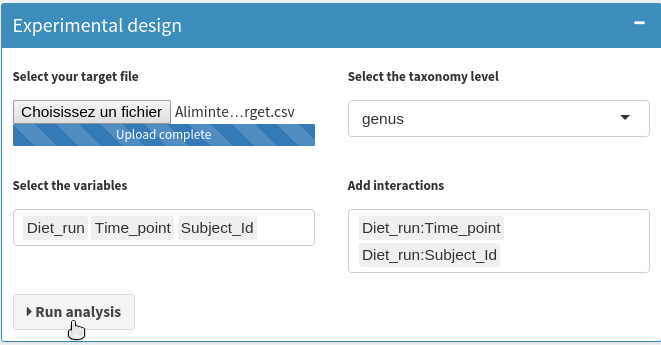 Experimental design
Select your target file
Choisissez un fichier Aliminte...rget.csv
Upload complete
Select the taxonomy level
genus
Select the variables
Diet_run Time_point Subject_Id
Add interactions
Diet_run:Time_point
Diet_run:Subject_Id
Run analysis